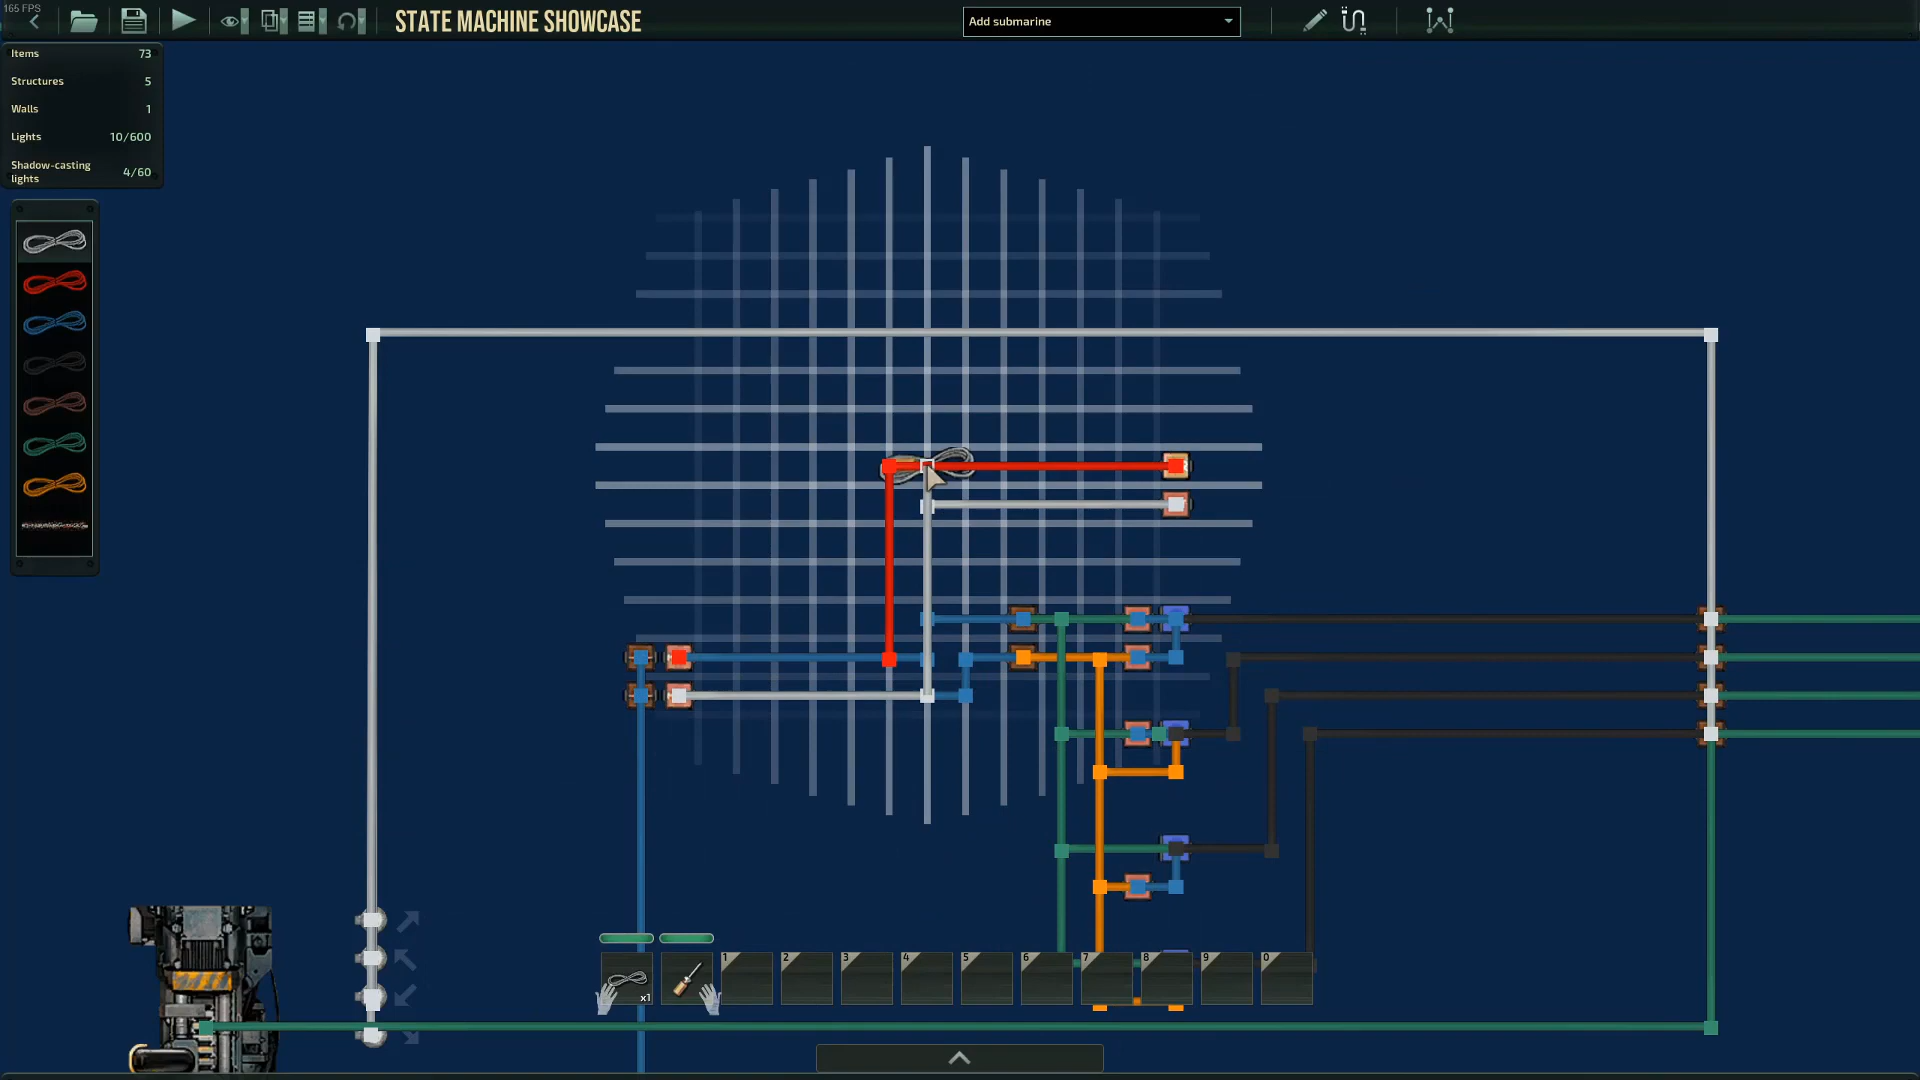 165 FPS
STATE MACHINE SHOWCASE
Add submarine
Items 73
Structures 5
Walls 1
Lights 10/600
Shadow-casting
lights 4/60
x1
1 2 3 4 5 6 7 8 9 0